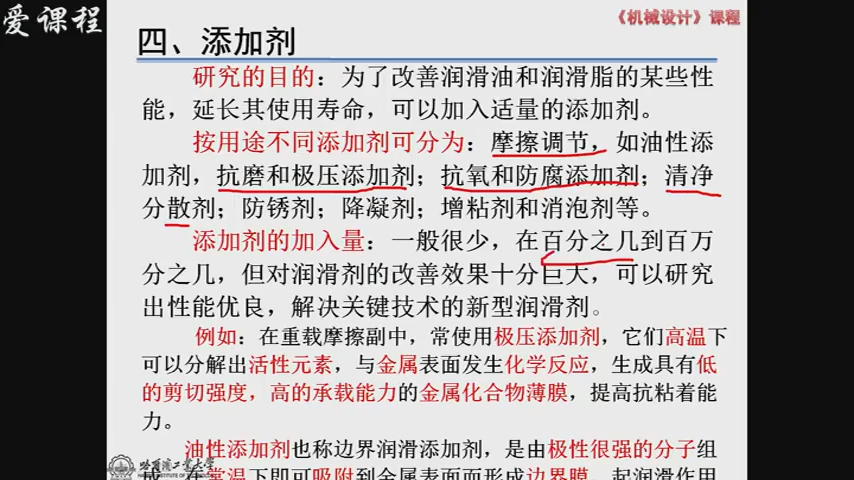 爱课程
《机械设计》课程
四、添加剂
研究的目的：为了改善润滑油和润滑脂的某些性
能，延长其使用寿命，可以加入适量的添加剂。
按用途不同添加剂可分为：摩擦调节，如油性添
加剂，抗磨和极压添加剂；抗氧和防腐添加剂；清净
分散剂；防锈剂；降凝剂；增粘剂和消泡剂等。
添加剂的加入量：一般很少，在百分之几到百万
分之几，但对润滑剂的改善效果十分巨大，可以研究
出性能优良，解决关键技术的新型润滑剂。
例如：在重载摩擦副中，常使用极压添加剂，它们高温下
可以分解出活性元素，与金属表面发生化学反应，生成具有低
的剪切强度，高的承载能力的金属化合物薄膜，提高抗粘着能
力。
油性添加剂也称边界润滑添加剂，是由极性很强的分子组
成，在常温下即可吸附到金属表面而形成边界膜，起润滑作用
哈尔滨工业大学